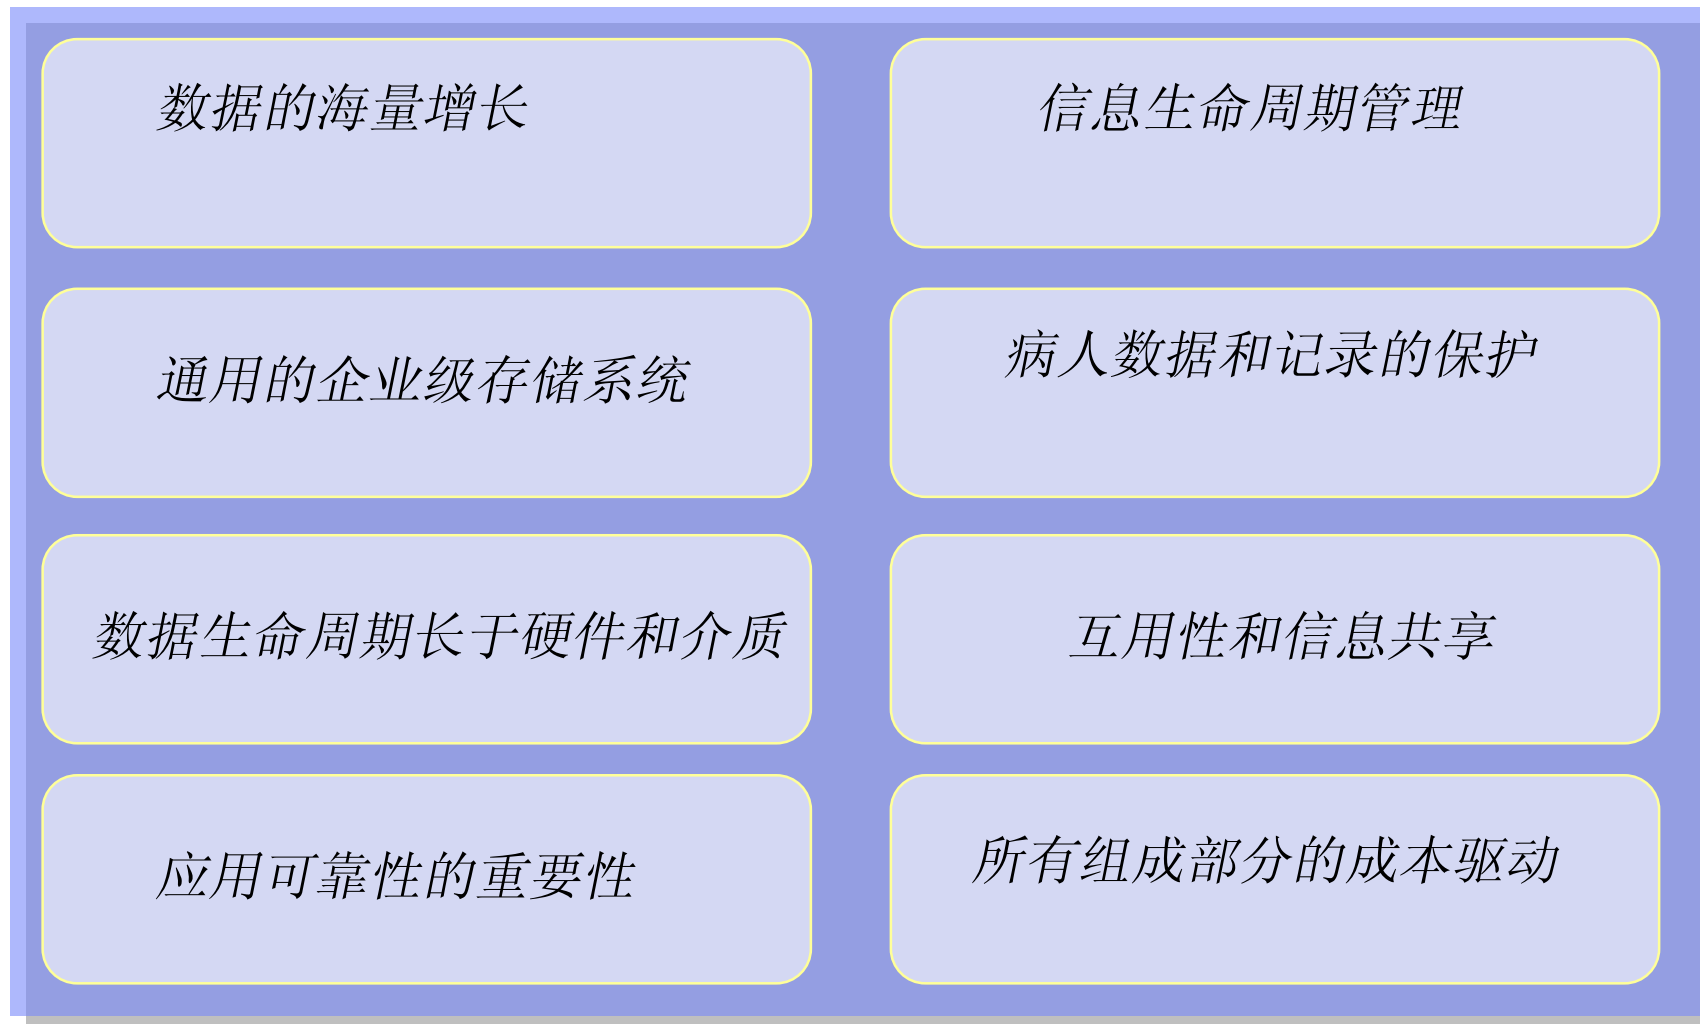 数据的海量增长
信息生命周期管理
通用的企业级存储系统
病人数据和记录的保护
数据生命周期长于硬件和介质
互用性和信息共享
应用可靠性的重要性
所有组成部分的成本驱动